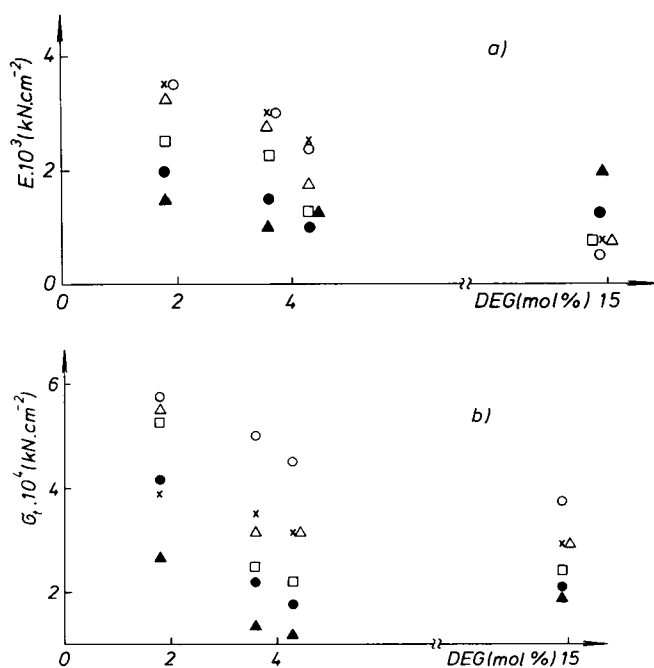 a)
E.10³(kN.cm⁻²)
4
2
0
0 2 4 DEG(mol%) 15
b)
σₜ.10⁴(kN.cm⁻²)
6
4
2
0 2 4 DEG(mol%) 15